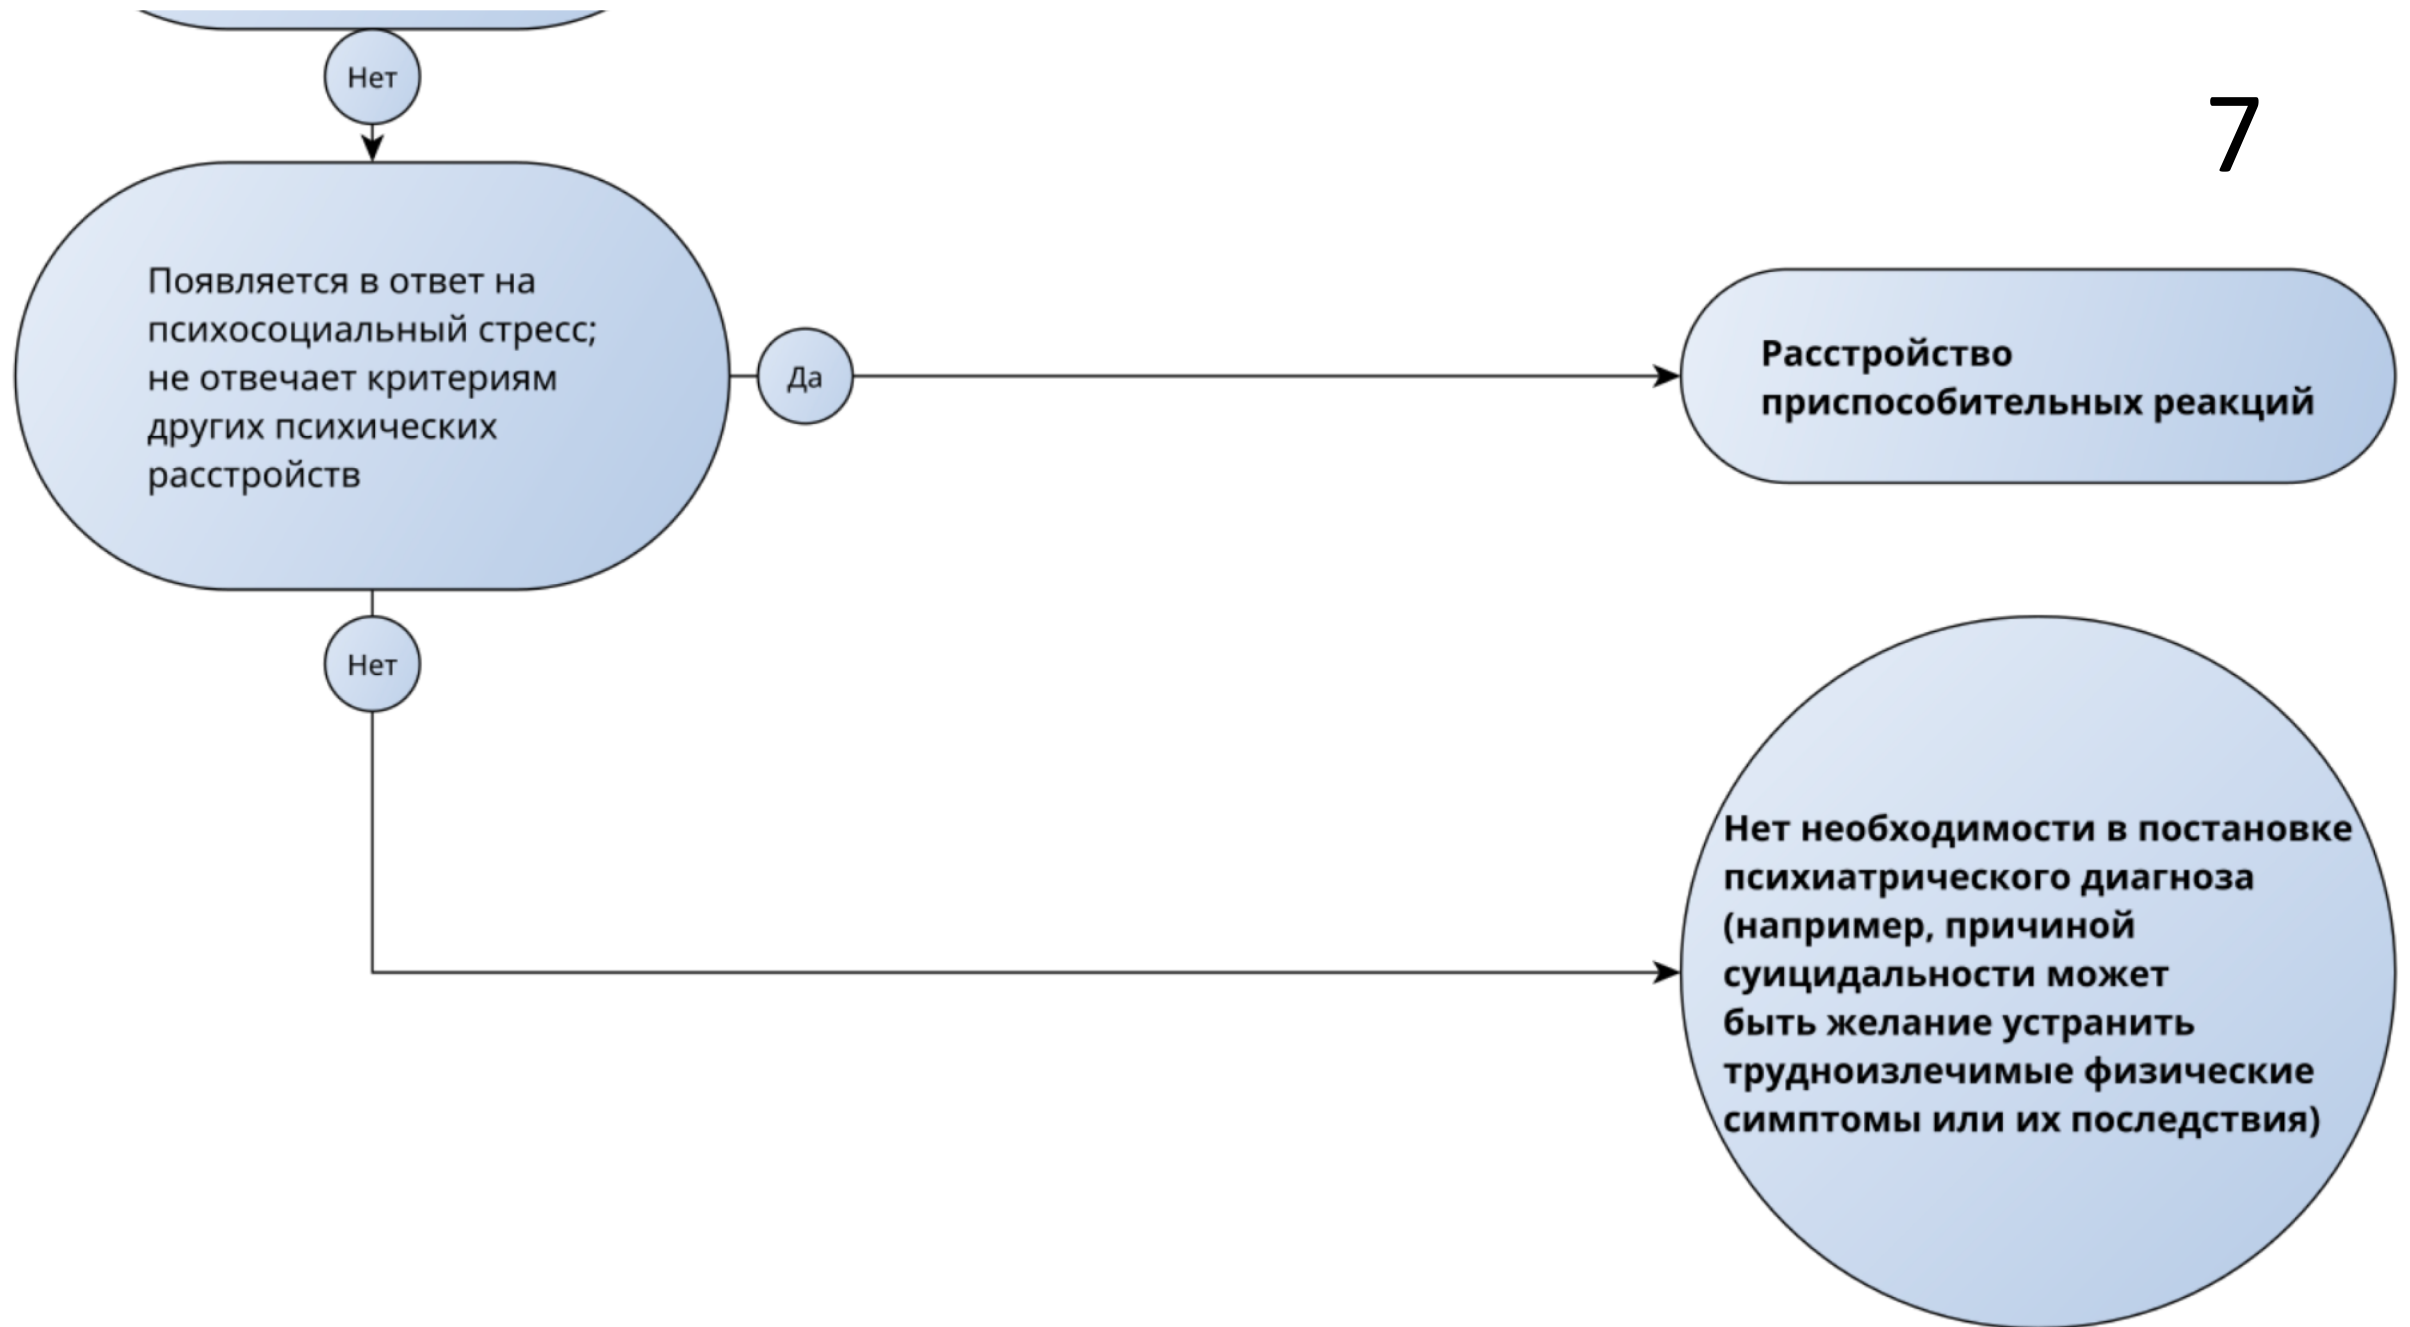 Нет
7
Появляется в ответ на
психосоциальный стресс;
не отвечает критериям
других психических
расстройств
Да
Расстройство
приспособительных реакций
Нет
Нет необходимости в постановке
психиатрического диагноза
(например, причиной
суицидальности может
быть желание устранить
трудноизлечимые физические
симптомы или их последствия)